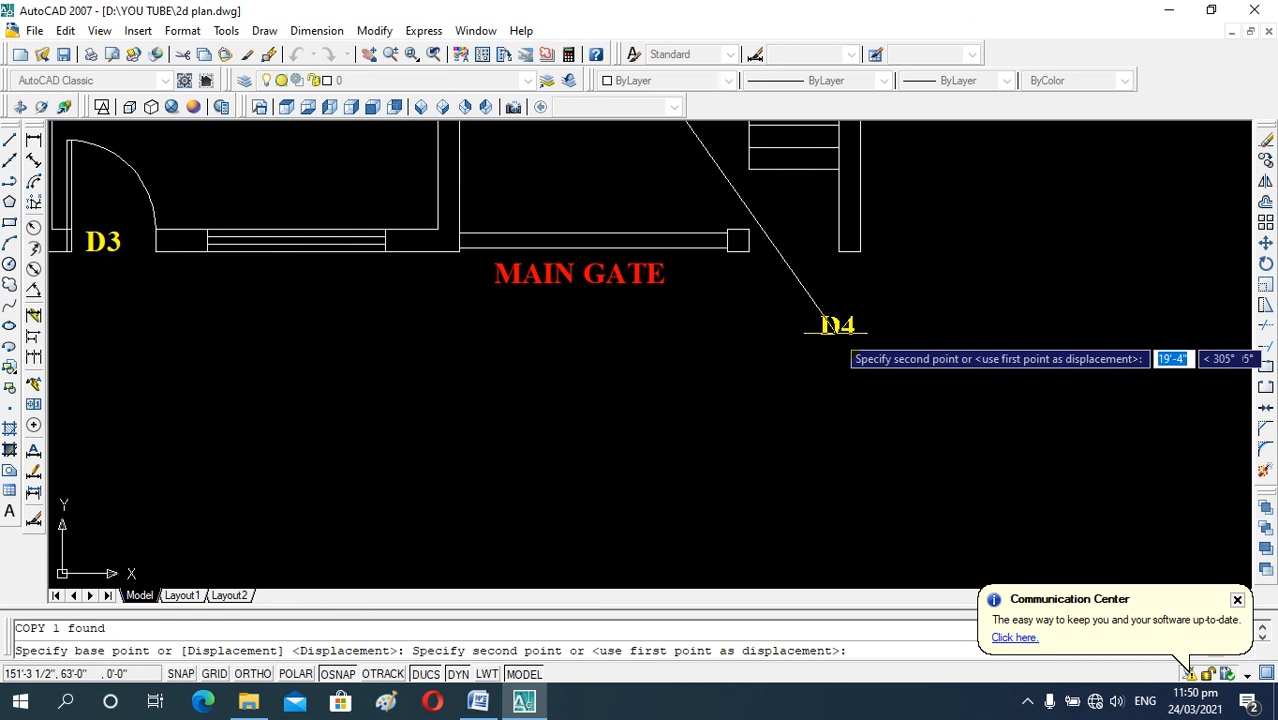 AutoCAD 2007 - [D:\YOU TUBE\2d plan.dwg]
File Edit View Insert Format Tools Draw Dimension Modify Express Window Help
Standard
AutoCAD Classic 0 ByLayer ByLayer ByLayer ByColor
D3
MAIN GATE
D4
Specify second point or <use first point as displacement>: 19'-4" < 305°
Y
X
Model Layout1 Layout2
Communication Center
The easy way to keep you and your software up-to-date.
Click here.
COPY 1 found
Specify base point or [Displacement] <Displacement>: Specify second point or <use first point as displacement>:
151'-3 1/2", 63'-0" , 0'-0" SNAP GRID ORTHO POLAR OSNAP OTRACK DUCS DYN LWT MODEL
ENG
11:50 pm
24/03/2021
2